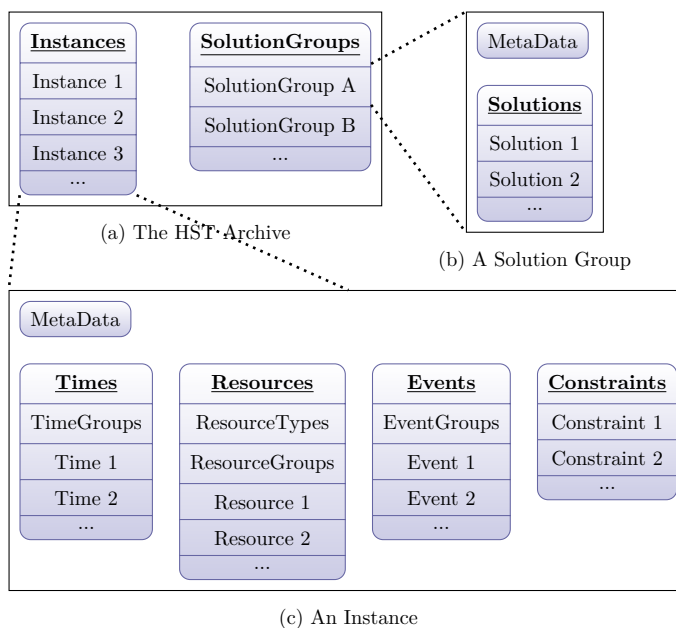 Instances
Instance 1
Instance 2
Instance 3
...
SolutionGroups
SolutionGroup A
SolutionGroup B
...
(a) The HST Archive
MetaData
Solutions
Solution 1
Solution 2
...
(b) A Solution Group
MetaData
Times
TimeGroups
Time 1
Time 2
...
Resources
ResourceTypes
ResourceGroups
Resource 1
Resource 2
...
Events
EventGroups
Event 1
Event 2
...
Constraints
Constraint 1
Constraint 2
...
(c) An Instance